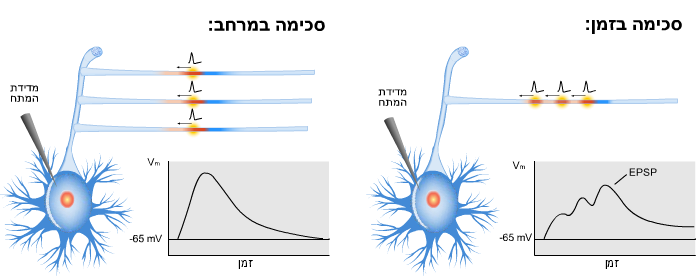 סכימה בזמן:
מדידת
המתח
Vm
EPSP
-65 mV
זמן
סכימה במרחב:
מדידת
המתח
Vm
-65 mV
זמן